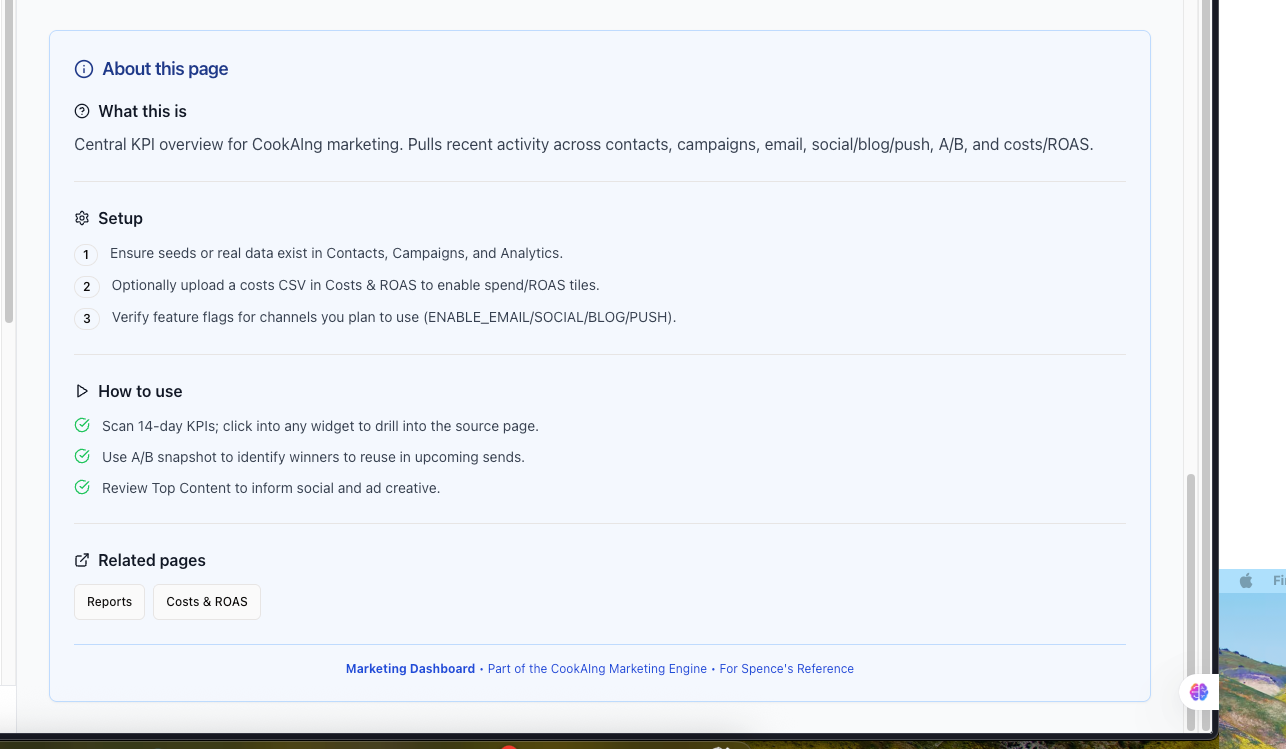 About this page
What this is
Central KPI overview for CookAIng marketing. Pulls recent activity across contacts, campaigns, email, social/blog/push, A/B, and costs/ROAS.
Setup
1 Ensure seeds or real data exist in Contacts, Campaigns, and Analytics.
2 Optionally upload a costs CSV in Costs & ROAS to enable spend/ROAS tiles.
3 Verify feature flags for channels you plan to use (ENABLE_EMAIL/SOCIAL/BLOG/PUSH).
How to use
Scan 14-day KPIs; click into any widget to drill into the source page.
Use A/B snapshot to identify winners to reuse in upcoming sends.
Review Top Content to inform social and ad creative.
Related pages
Reports Costs & ROAS
Marketing Dashboard • Part of the CookAIng Marketing Engine • For Spence's Reference